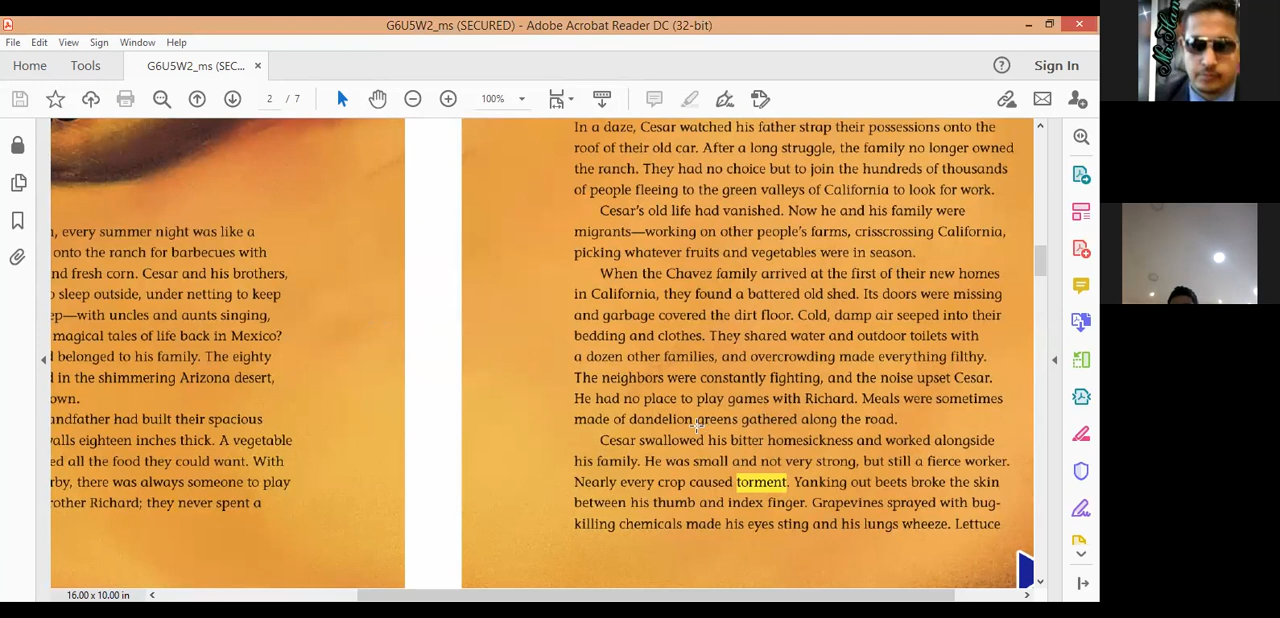 G6U5W2_ms (SECURED) - Adobe Acrobat Reader DC (32-bit)
File Edit View Sign Window Help
Home Tools G6U5W2_ms (SEC... × Sign In
2 / 7 100%
In a daze, Cesar watched his father strap their possessions onto the
roof of their old car. After a long struggle, the family no longer owned
the ranch. They had no choice but to join the hundreds of thousands
of people fleeing to the green valleys of California to look for work.
Cesar's old life had vanished. Now he and his family were
migrants—working on other people's farms, crisscrossing California,
picking whatever fruits and vegetables were in season.
When the Chavez family arrived at the first of their new homes
in California, they found a battered old shed. Its doors were missing
and garbage covered the dirt floor. Cold, damp air seeped into their
bedding and clothes. They shared water and outdoor toilets with
a dozen other families, and overcrowding made everything filthy.
The neighbors were constantly fighting, and the noise upset Cesar.
He had no place to play games with Richard. Meals were sometimes
made of dandelion greens gathered along the road.
Cesar swallowed his bitter homesickness and worked alongside
his family. He was small and not very strong, but still a fierce worker.
Nearly every crop caused torment. Yanking out beets broke the skin
between his thumb and index finger. Grapevines sprayed with bug-
killing chemicals made his eyes sting and his lungs wheeze. Lettuce
, every summer night was like a
onto the ranch for barbecues with
nd fresh corn. Cesar and his brothers,
o sleep outside, under netting to keep
ep—with uncles and aunts singing,
magical tales of life back in Mexico?
d belonged to his family. The eighty
d in the shimmering Arizona desert,
own.
andfather had built their spacious
valls eighteen inches thick. A vegetable
ed all the food they could want. With
rby, there was always someone to play
rother Richard; they never spent a
16.00 x 10.00 in